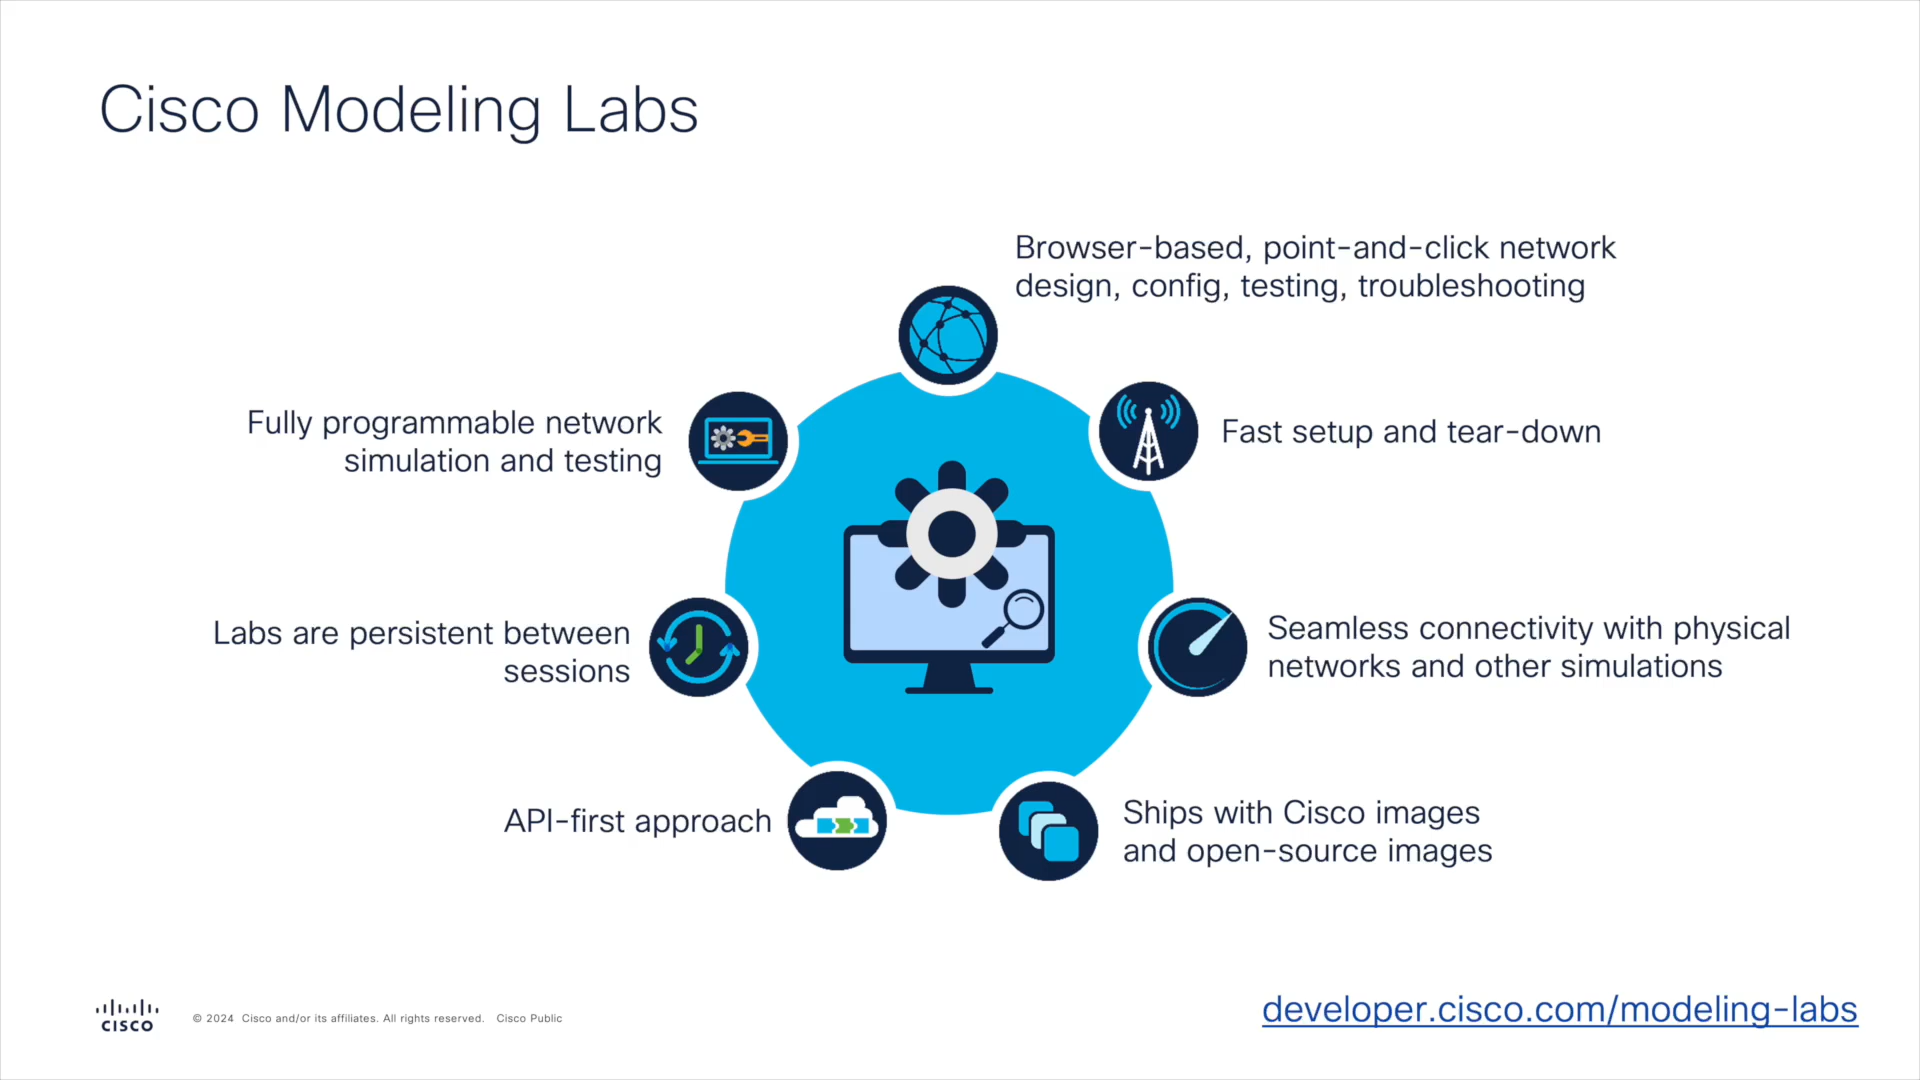 Cisco Modeling Labs
Browser-based, point-and-click network
design, config, testing, troubleshooting
Fully programmable network
simulation and testing
Fast setup and tear-down
Labs are persistent between
sessions
Seamless connectivity with physical
networks and other simulations
API-first approach
Ships with Cisco images
and open-source images
CISCO
© 2024 Cisco and/or its affiliates. All rights reserved. Cisco Public
developer.cisco.com/modeling-labs